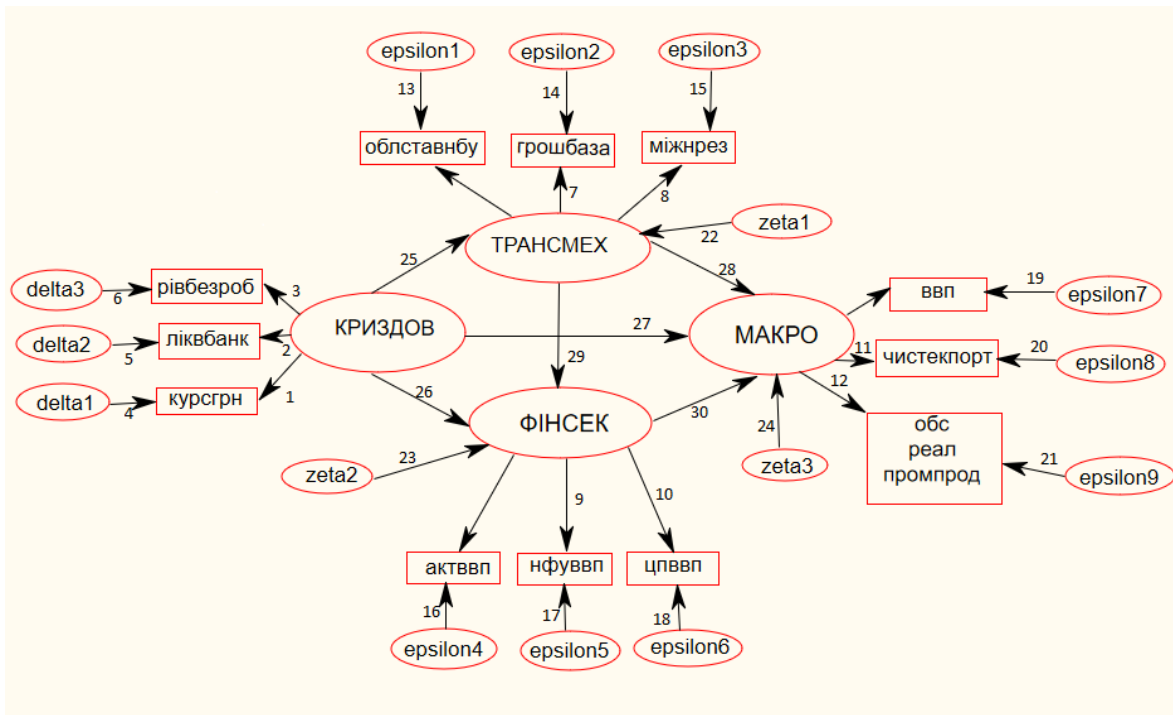 epsilon1
epsilon2
epsilon3
13
14
15
облставнбу
грошбаза
міжнрез
7
8
ТРАНСМЕХ
22
zeta1
25
28
delta3
6
рівбезроб
3
delta2
5
ліквбанк
2
delta1
4
курсгрн
1
КРИЗДОВ
27
МАКРО
ввп
19
epsilon7
11
чистекпорт
20
epsilon8
12
обс
реал
промпрод
21
epsilon9
29
26
30
ФІНСЕК
24
zeta3
zeta2
23
9
10
актввп
нфуввп
цпввп
16
17
18
epsilon4
epsilon5
epsilon6